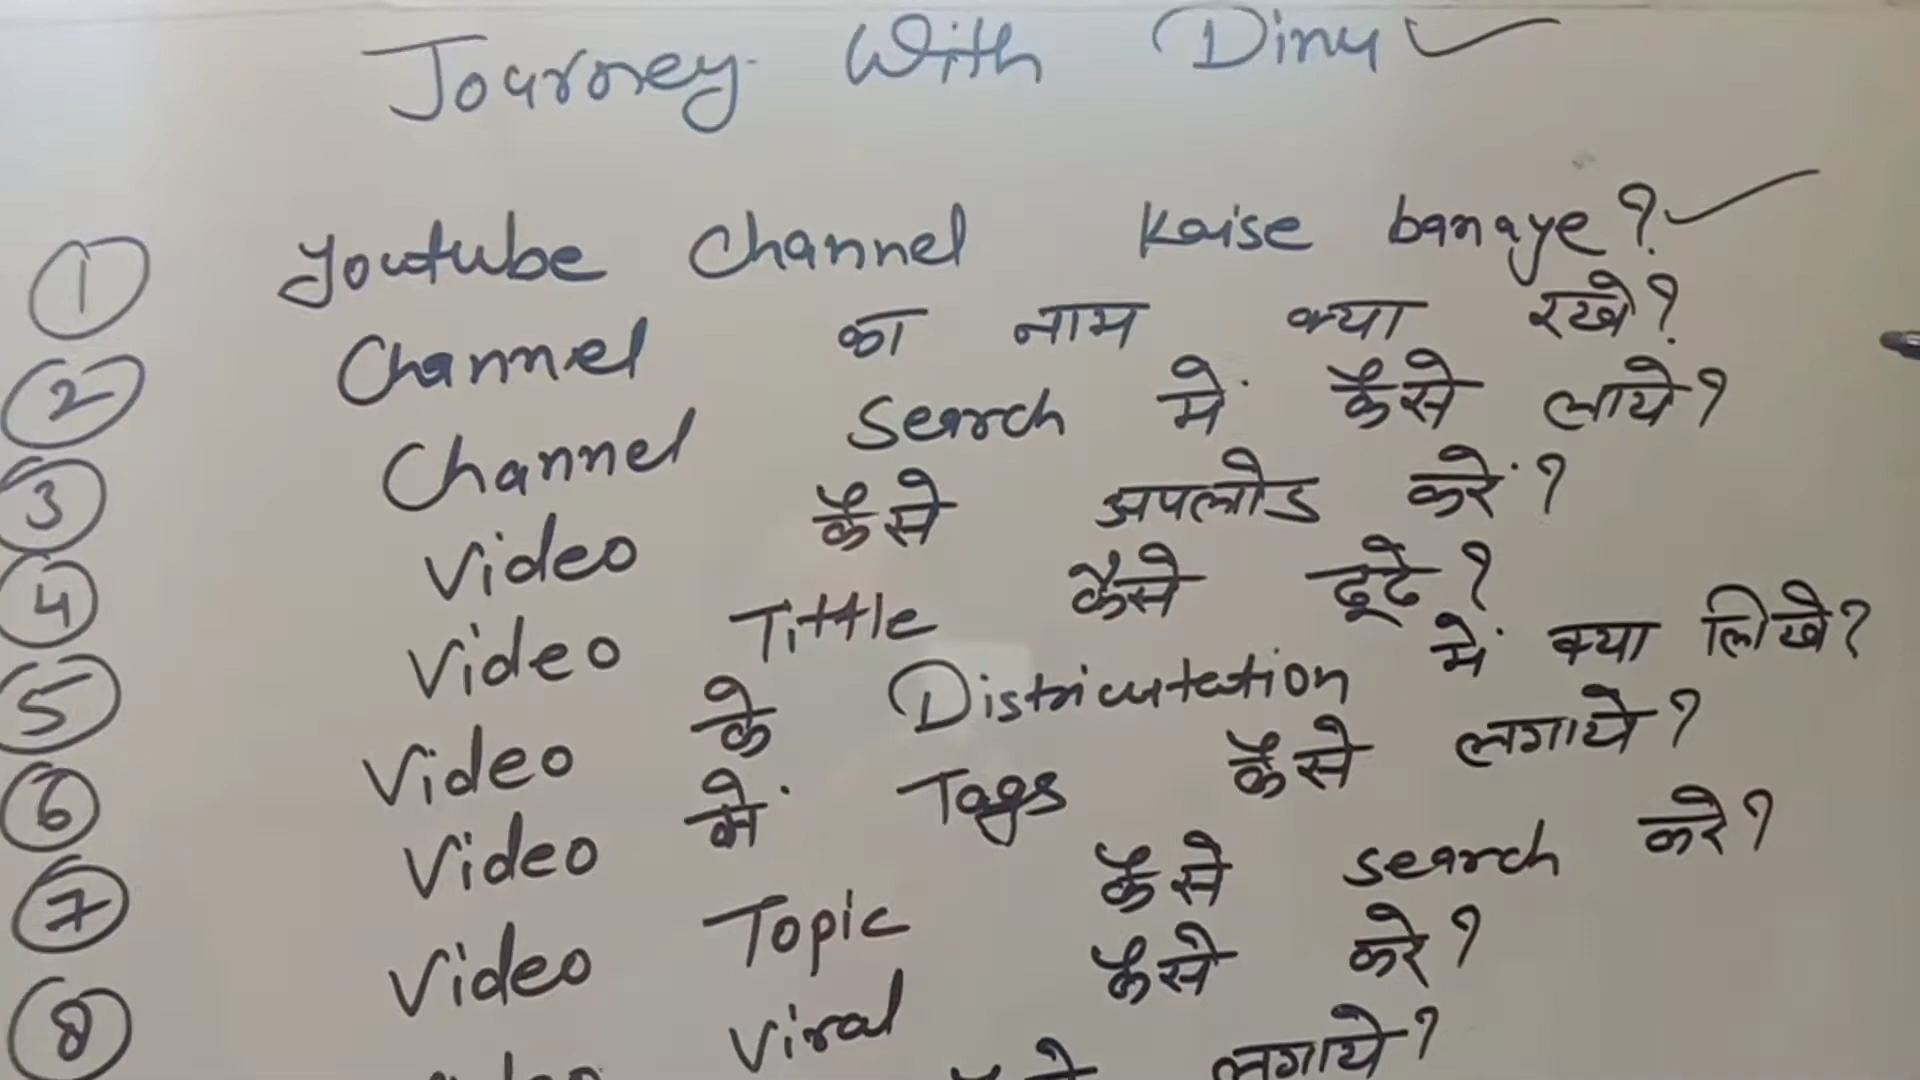 Journey With Dinu
① Youtube Channel Kaise banaye?
② Channel का नाम क्या रखे?
③ Channel Search में कैसे लाये?
④ Video कैसे अपलोड करें?
⑤ Video Tittle कैसे ढूढे?
⑥ Video के Districutation में क्या लिखे?
⑦ Video में Tags कैसे लगाये?
⑧ Video Topic कैसे search करे?
Viral कैसे करे?
लगाये?